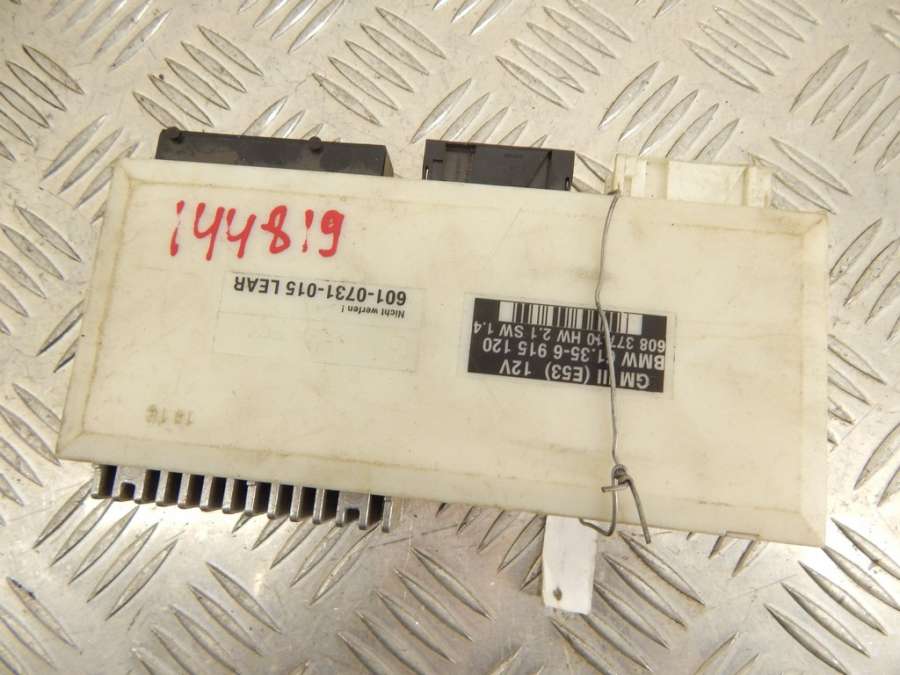 144819
601-0731-015 LEAR
Nicht werfen !
GM III (E53) 12V
BMW 61.35-6 915 120
608 377 10 HW 2.1 SW 1.4